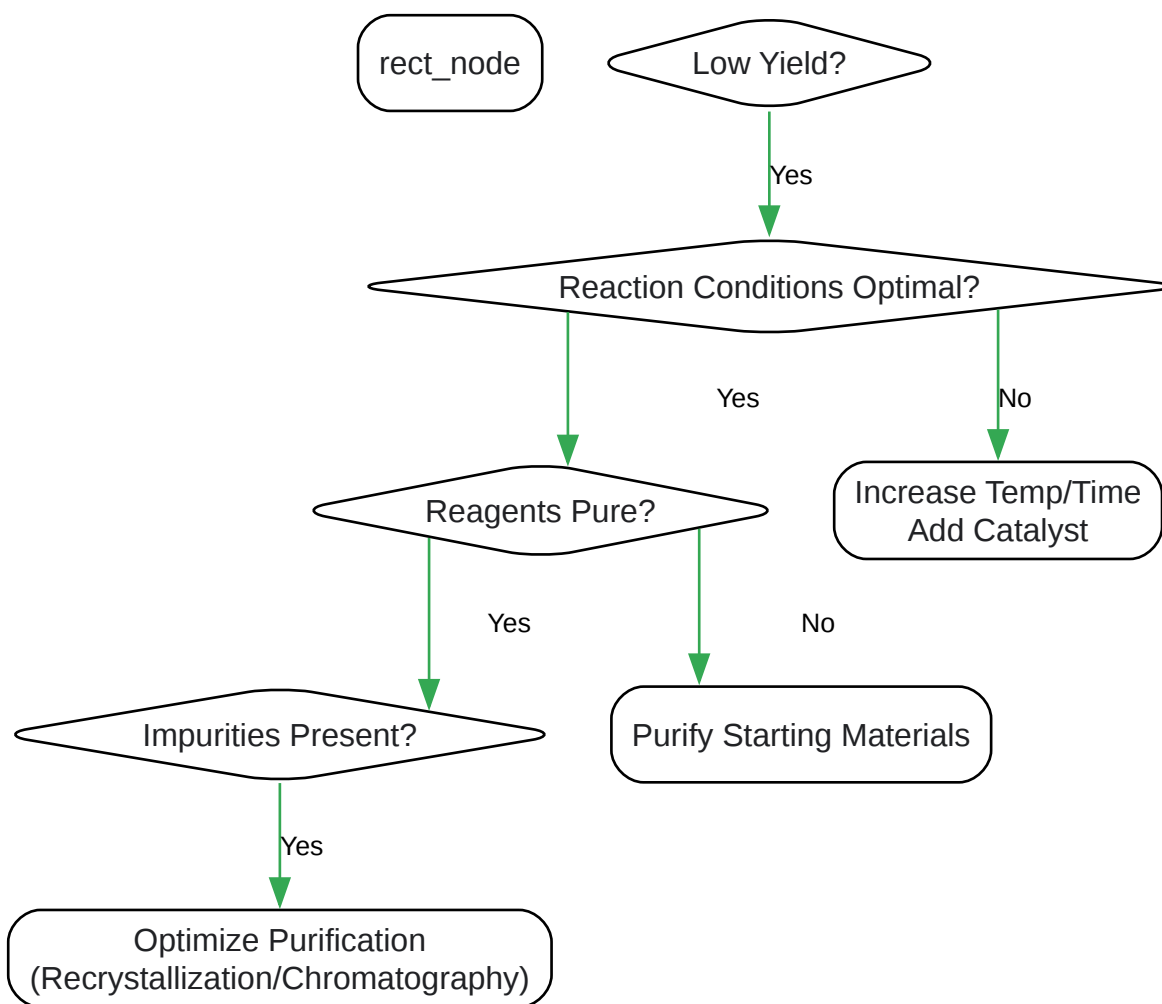 rect_node
Low Yield?
Yes
Reaction Conditions Optimal?
Yes
No
Increase Temp/Time
Add Catalyst
Reagents Pure?
Yes
No
Impurities Present?
Purify Starting Materials
Yes
Optimize Purification
(Recrystallization/Chromatography)